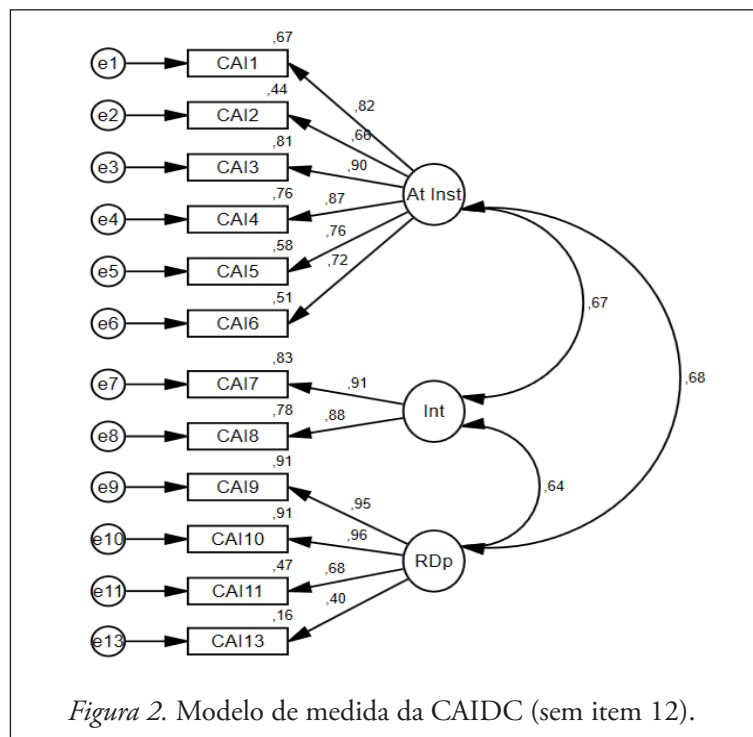 ,67
e1 CAI1
,82
,44
e2 CAI2
,66
,81
e3 CAI3
,90
At Inst
,76
e4 CAI4
,87
,58
e5 CAI5
,76
,51
e6 CAI6
,72
,67
,83
e7 CAI7
,91
Int
,68
,78
e8 CAI8
,88
,91
e9 CAI9
,95
,64
,91
e10 CAI10
,96
RDp
,47
e11 CAI11
,68
,16
e13 CAI13
,40
Figura 2. Modelo de medida da CAIDC (sem item 12).